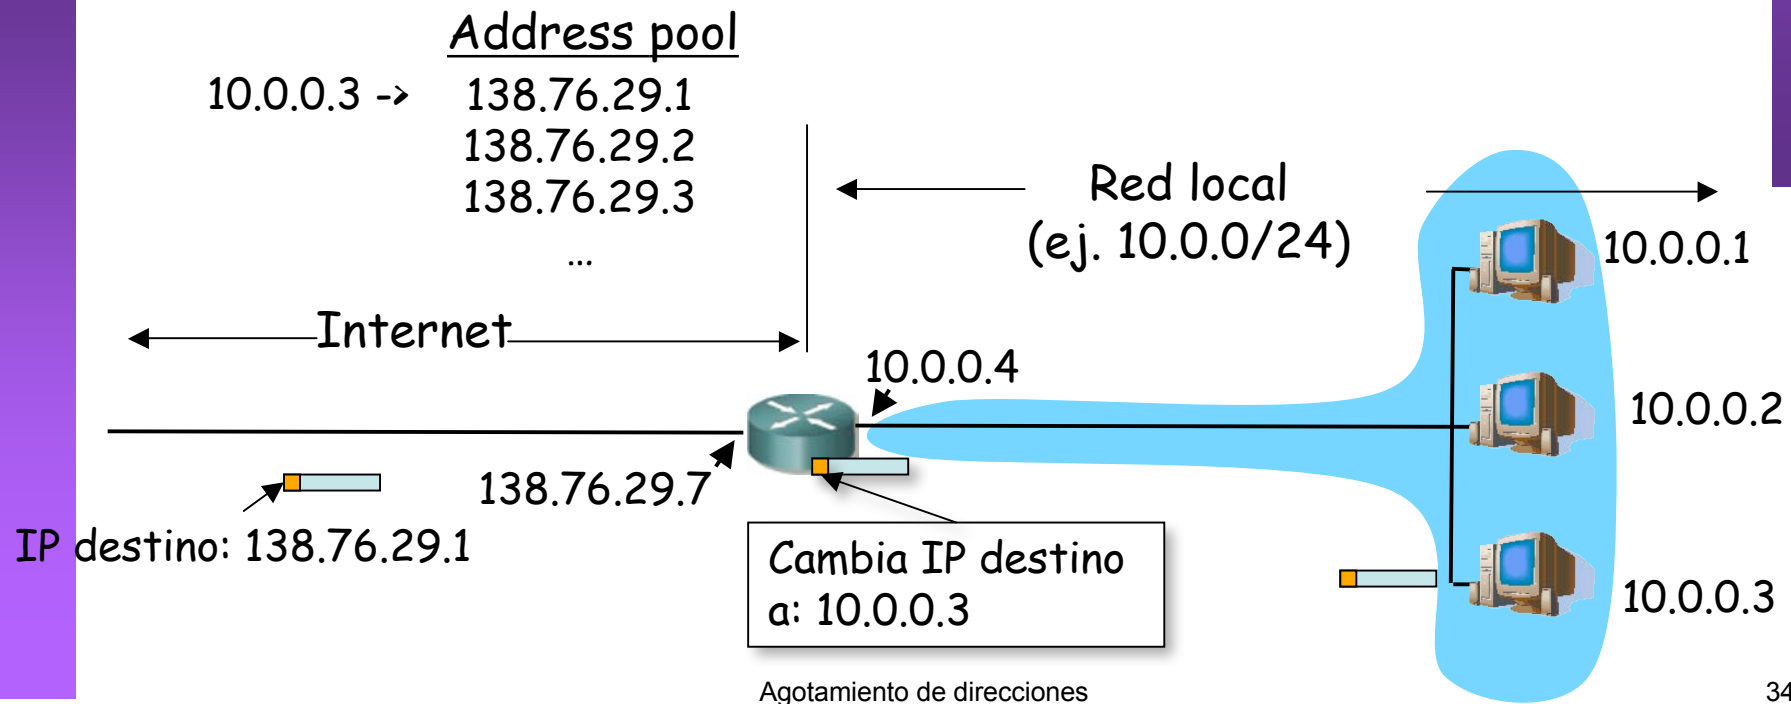 Address pool
10.0.0.3 -> 138.76.29.1
138.76.29.2
138.76.29.3
...
Red local
(ej. 10.0.0/24)
10.0.0.1
Internet
10.0.0.4
10.0.0.2
138.76.29.7
IP destino: 138.76.29.1
Cambia IP destino
a: 10.0.0.3
10.0.0.3
Agotamiento de direcciones
34